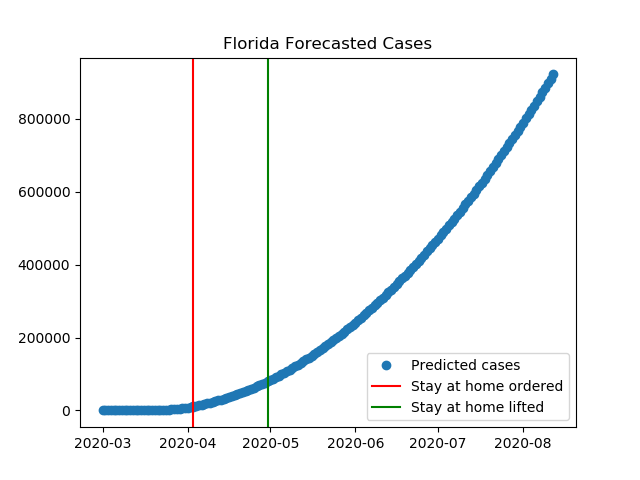 Florida Forecasted Cases
800000
600000
400000
200000
0
Predicted cases
Stay at home ordered
Stay at home lifted
2020-03 2020-04 2020-05 2020-06 2020-07 2020-08